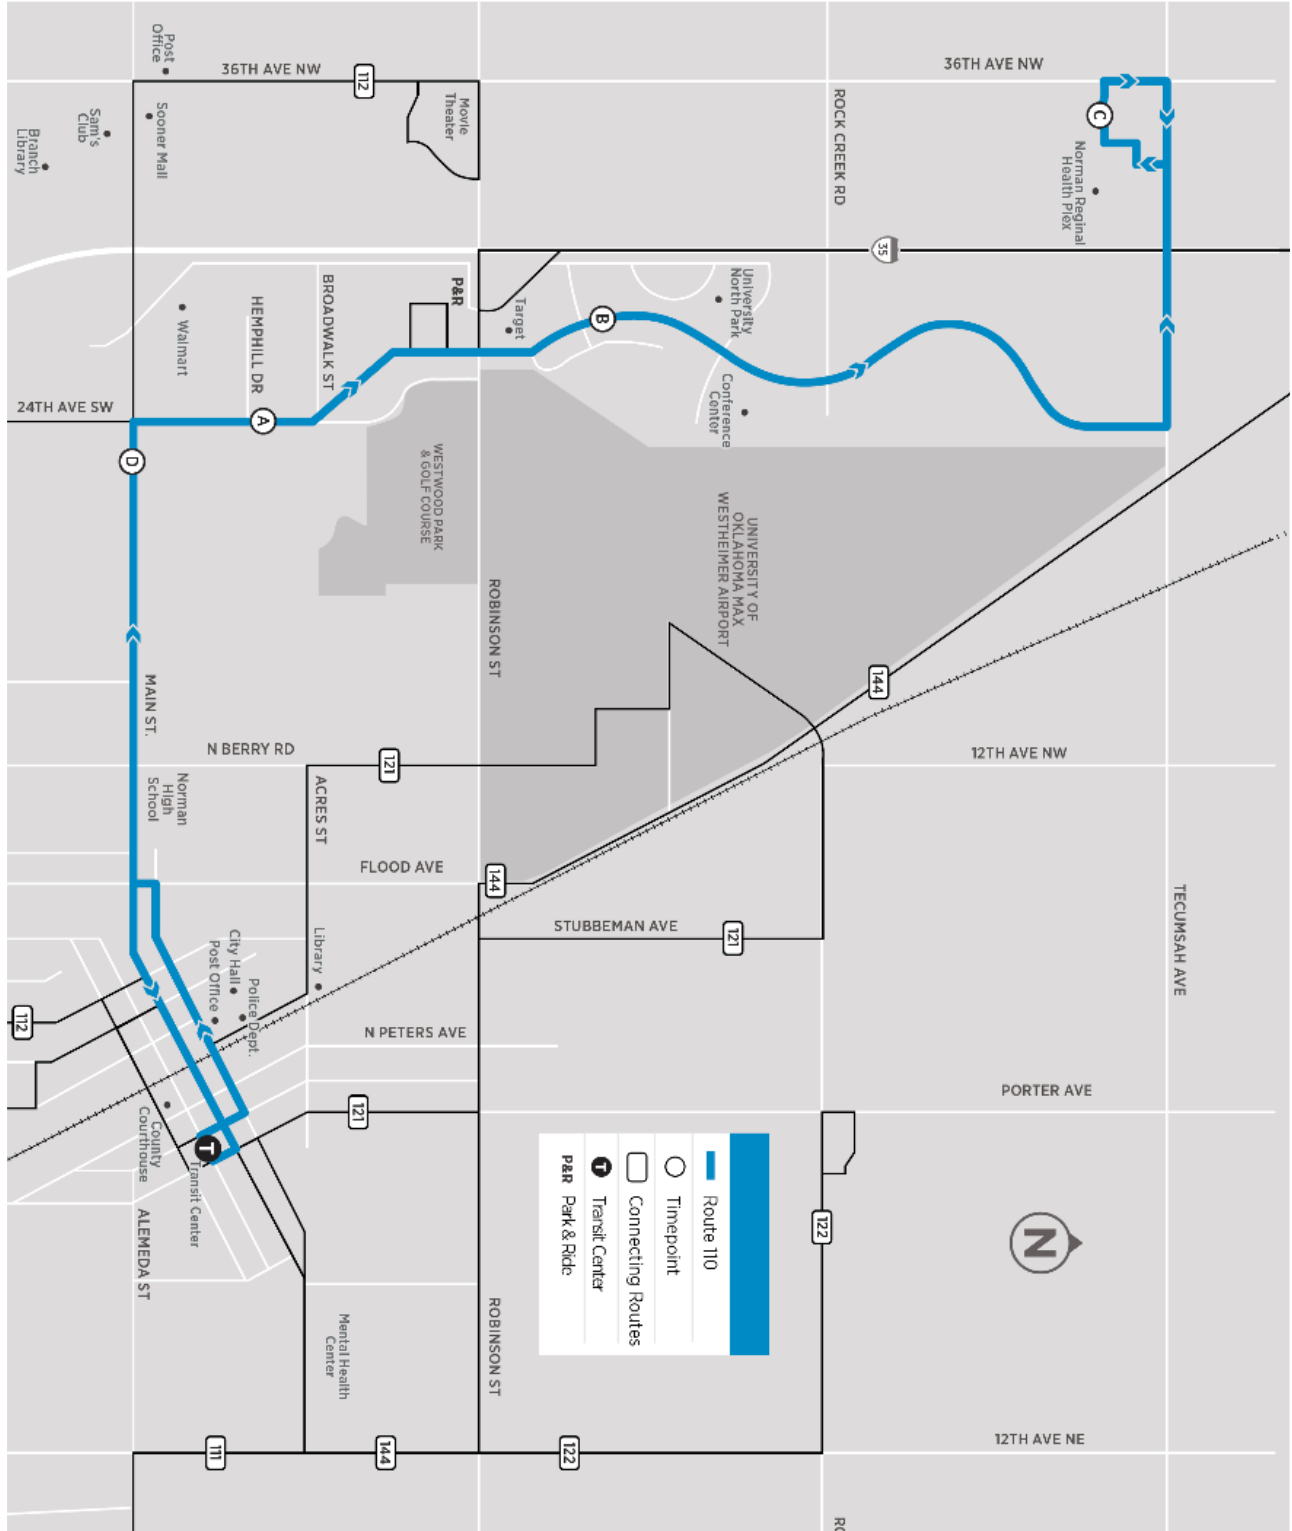 Post
Office
36TH AVE NW
112
Movie
Theater
36TH AVE NW
C
Sooner Mall
Sam's
Club
Branch
Library
ROCK CREEK RD
Norman Reginal
Health Plex
35
Walmart
HEMPHILL DR
BROADWALK ST
P&R
Target
B
University
North Park
Conference
Center
24TH AVE SW
A
D
WESTWOOD PARK
& GOLF COURSE
UNIVERSITY OF
OKLAHOMA MAX
WESTHEIMER AIRPORT
ROBINSON ST
144
MAIN ST.
N BERRY RD
121
12TH AVE NW
Norman
High
School
ACRES ST
FLOOD AVE
144
STUBBEMAN AVE
121
TECUMSAH AVE
Library
City Hall
Post Office
Police Dept.
112
N PETERS AVE
PORTER AVE
121
County
Courthouse
T
Transit Center
ALEMEDA ST
Route 110
Timepoint
Connecting Routes
T
Transit Center
P&R Park & Ride
122
N
ROBINSON ST
Mental Health
Center
111
144
122
12TH AVE NE
RO